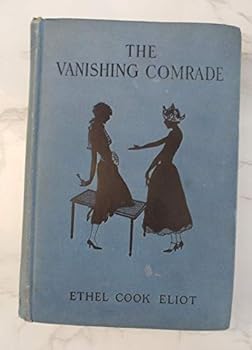 THE
VANISHING COMRADE
ETHEL COOK ELIOT